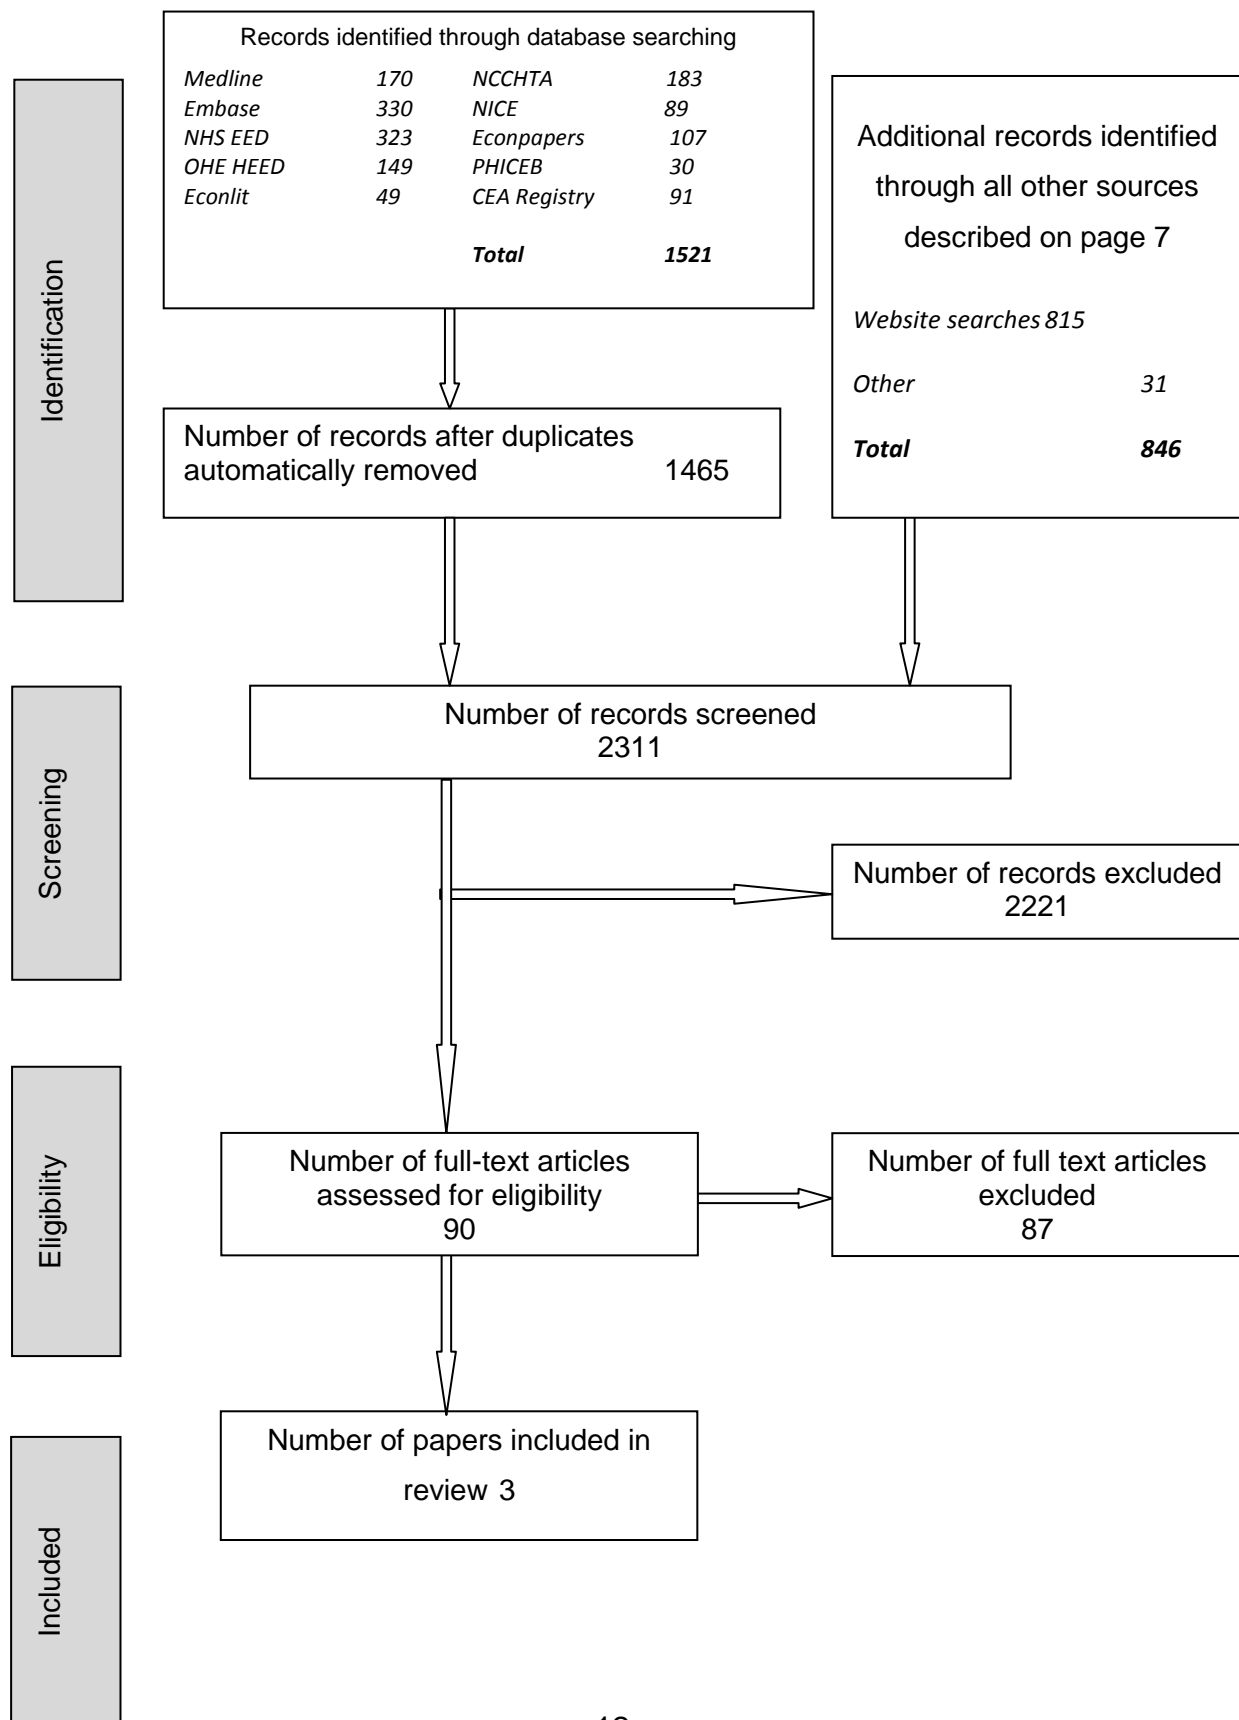 Records identified through database searching
Medline 170 NCCHTA 183
Embase 330 NICE 89
NHS EED 323 Econpapers 107
OHE HEED 149 PHICEB 30
Econlit 49 CEA Registry 91
Total 1521
Additional records identified
through all other sources
described on page 7
Website searches 815
Other 31
Total 846
Identification
Number of records after duplicates
automatically removed 1465
Number of records screened
2311
Screening
Number of records excluded
2221
Eligibility
Number of full-text articles
assessed for eligibility
90
Number of full text articles
excluded
87
Number of papers included in
review 3
Included